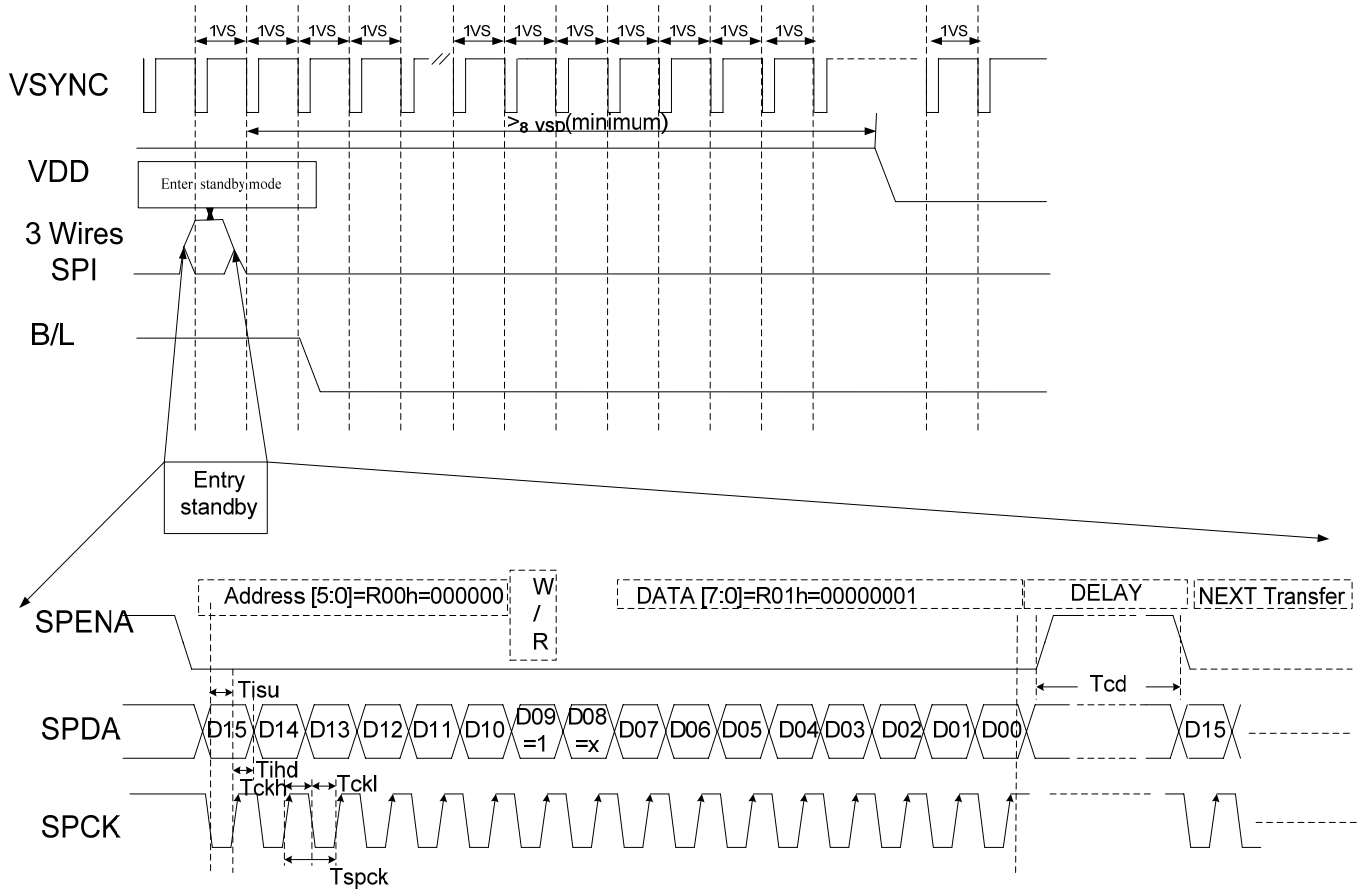 1VS 1VS 1VS 1VS 1VS 1VS 1VS 1VS 1VS 1VS 1VS 1VS
VSYNC
>8 VSD(minimum)
VDD
Enter standby mode
3 Wires
SPI
B/L
Entry
standby
Address [5:0]=R00h=000000
W
/
R
DATA [7:0]=R01h=00000001
DELAY
NEXT Transfer
SPENA
Tisu
Tcd
SPDA
D15 D14 D13 D12 D11 D10 D09 =1 D08 =x D07 D06 D05 D04 D03 D02 D01 D00 D15
Tihd
Tckh
Tckl
SPCK
Tspck